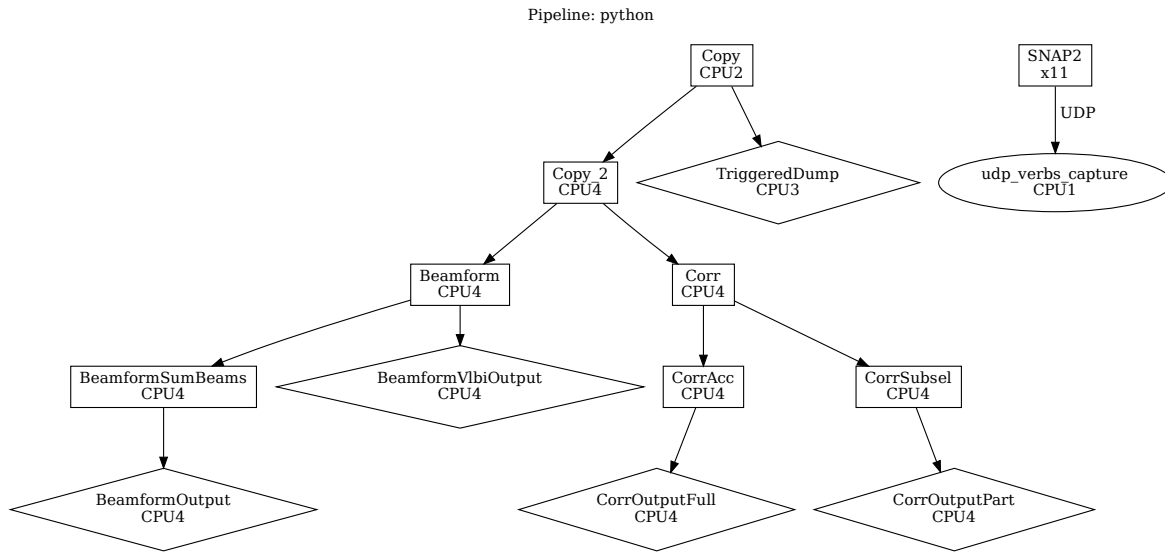 Pipeline: python
Copy
CPU2
SNAP2
x11
UDP
Copy_2
CPU4
TriggeredDump
CPU3
udp_verbs_capture
CPU1
Beamform
CPU4
Corr
CPU4
BeamformSumBeams
CPU4
BeamformVlbiOutput
CPU4
CorrAcc
CPU4
CorrSubsel
CPU4
BeamformOutput
CPU4
CorrOutputFull
CPU4
CorrOutputPart
CPU4